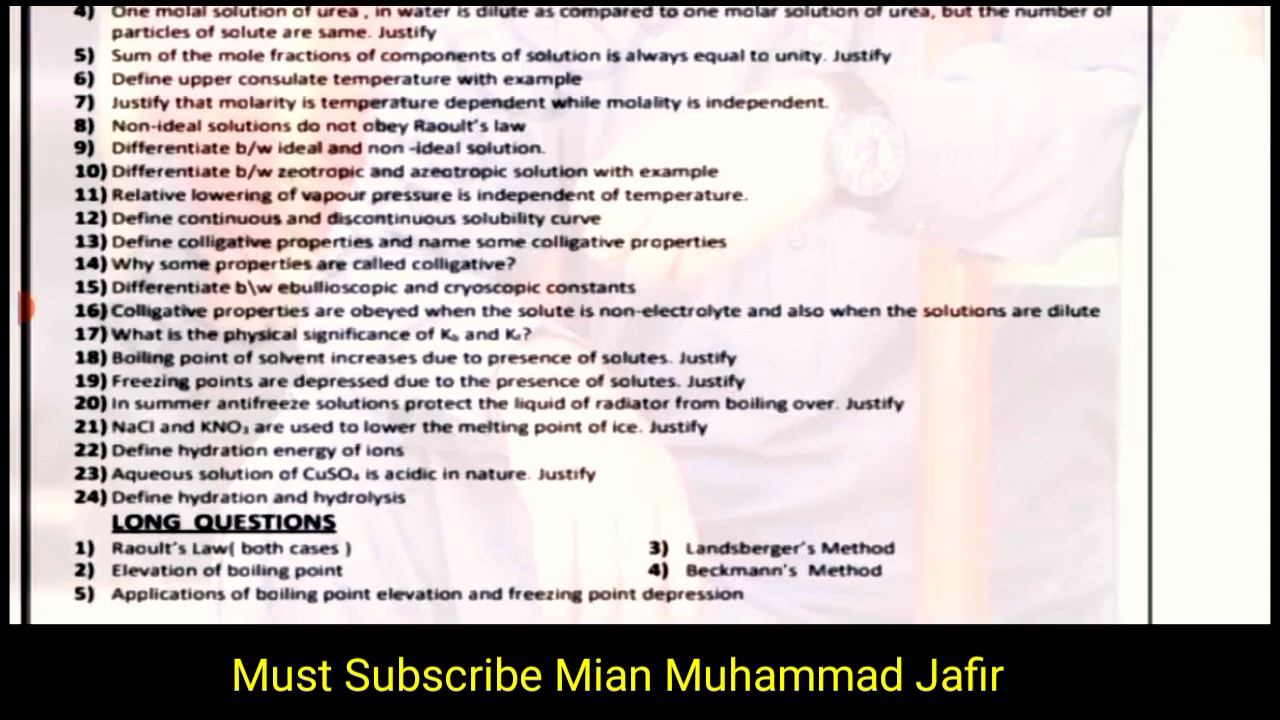 4) One molal solution of urea , in water is dilute as compared to one molar solution of urea, but the number of
particles of solute are same. Justify
5) Sum of the mole fractions of components of solution is always equal to unity. Justify
6) Define upper consulate temperature with example
7) Justify that molarity is temperature dependent while molality is independent.
8) Non-ideal solutions do not obey Raoult's law
9) Differentiate b/w ideal and non -ideal solution.
10) Differentiate b/w zeotropic and azeotropic solution with example
11) Relative lowering of vapour pressure is independent of temperature.
12) Define continuous and discontinuous solubility curve
13) Define colligative properties and name some colligative properties
14) Why some properties are called colligative?
15) Differentiate b\w ebullioscopic and cryoscopic constants
16) Colligative properties are obeyed when the solute is non-electrolyte and also when the solutions are dilute
17) What is the physical significance of K_b and K_f?
18) Boiling point of solvent increases due to presence of solutes. Justify
19) Freezing points are depressed due to the presence of solutes. Justify
20) In summer antifreeze solutions protect the liquid of radiator from boiling over. Justify
21) NaCl and KNO₃ are used to lower the melting point of ice. Justify
22) Define hydration energy of ions
23) Aqueous solution of CuSO₄ is acidic in nature. Justify
24) Define hydration and hydrolysis
LONG QUESTIONS
1) Raoult's Law( both cases ) 3) Landsberger's Method
2) Elevation of boiling point 4) Beckmann's Method
5) Applications of boiling point elevation and freezing point depression
Must Subscribe Mian Muhammad Jafir